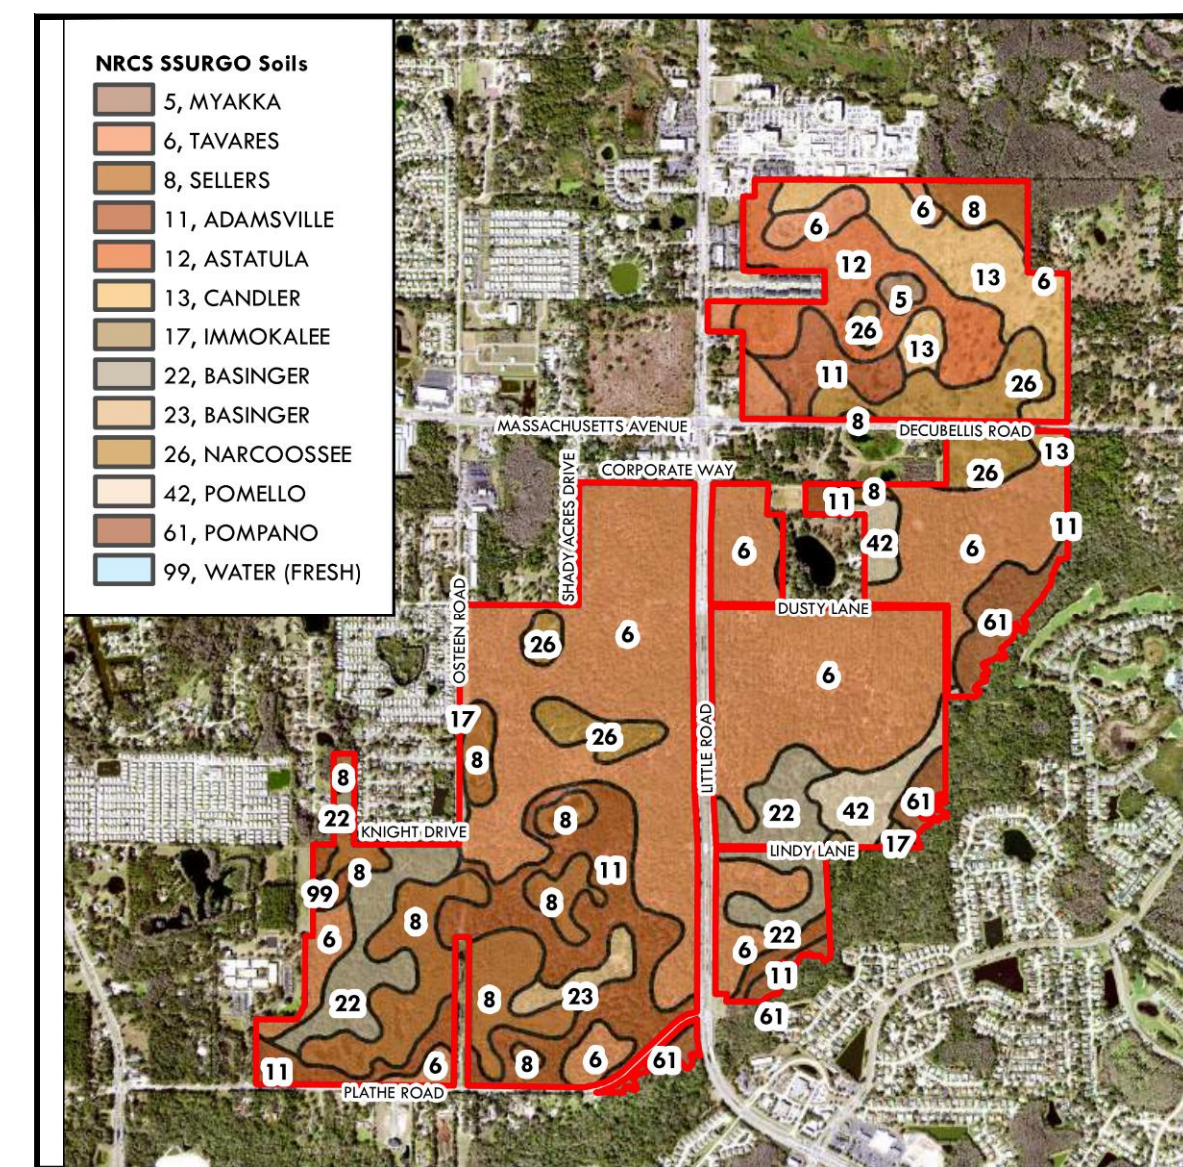 NRCS SSURGO Soils
5, MYAKKA
6, TAVARES
8, SELLERS
11, ADAMSVILLE
12, ASTATULA
13, CANDLER
17, IMMOKALEE
22, BASINGER
23, BASINGER
26, NARCOOSSEE
42, POMELLO
61, POMPANO
99, WATER (FRESH)
6
8
6
12
13
6
5
26
13
11
26
8
MASSACHUSETTS AVENUE
DECUBELLIS ROAD
13
26
CORPORATE WAY
SHADY ACRES DRIVE
8
11
11
42
6
6
DUSTY LANE
61
OSTEEN ROAD
26
6
6
17
26
8
LITTLE ROAD
8
22
KNIGHT DRIVE
8
22
42
61
17
LINDY LANE
8
11
99
8
8
6
22
6
11
22
8
23
61
11
6
8
6
61
PLATHE ROAD